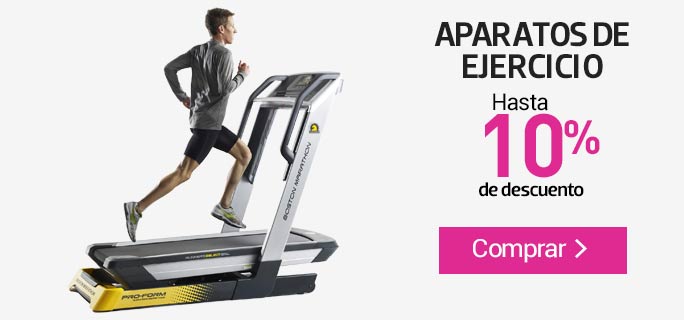 APARATOS DE
EJERCICIO
Hasta
10%
de descuento
Comprar >
BOSTON MARATHON
PRO-FORM